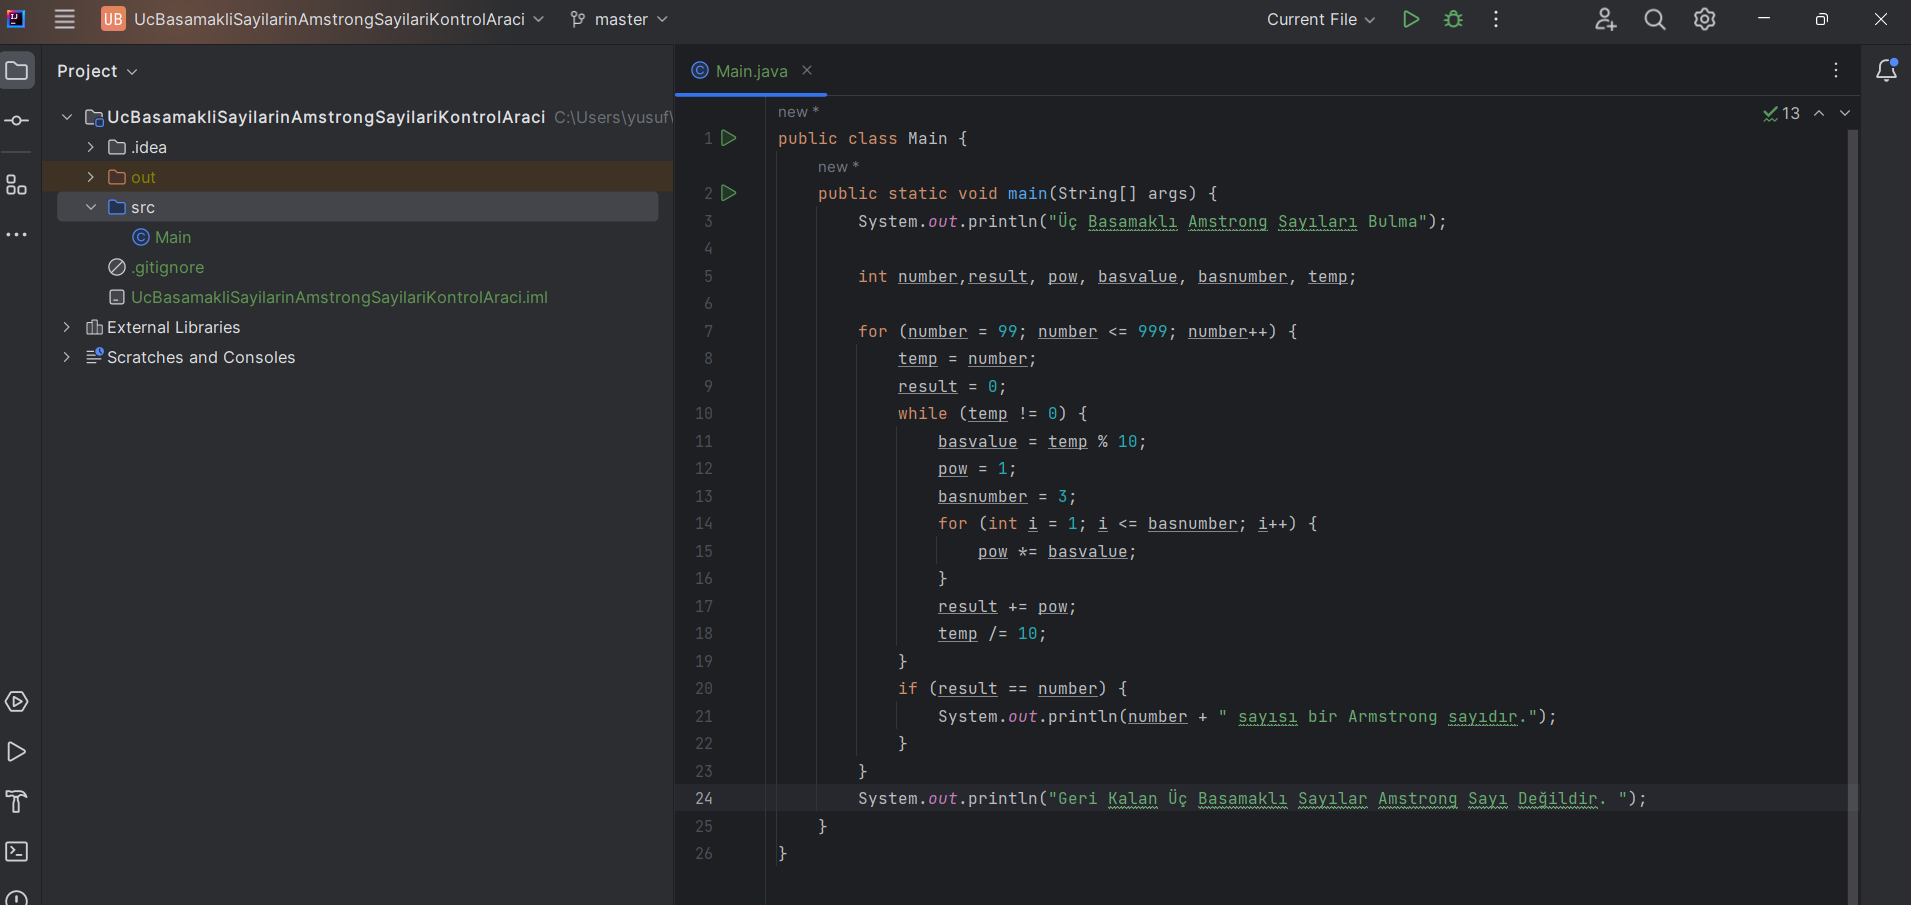 UB UcBasamakliSayilarinAmstrongSayilariKontrolAraci master Current File
Project
UcBasamakliSayilarinAmstrongSayilariKontrolAraci C:\Users\yusuf\
.idea
out
src
Main
.gitignore
UcBasamakliSayilarinAmstrongSayilariKontrolAraci.iml
External Libraries
Scratches and Consoles
Main.java
13
new *
1 public class Main {
new *
2 public static void main(String[] args) {
3 System.out.println("Üç Basamaklı Amstrong Sayıları Bulma");
4
5 int number,result, pow, basvalue, basnumber, temp;
6
7 for (number = 99; number <= 999; number++) {
8 temp = number;
9 result = 0;
10 while (temp != 0) {
11 basvalue = temp % 10;
12 pow = 1;
13 basnumber = 3;
14 for (int i = 1; i <= basnumber; i++) {
15 pow *= basvalue;
16 }
17 result += pow;
18 temp /= 10;
19 }
20 if (result == number) {
21 System.out.println(number + " sayısı bir Armstrong sayıdır.");
22 }
23 }
24 System.out.println("Geri Kalan Üç Basamaklı Sayılar Amstrong Sayı Değildir. ");
25 }
26 }